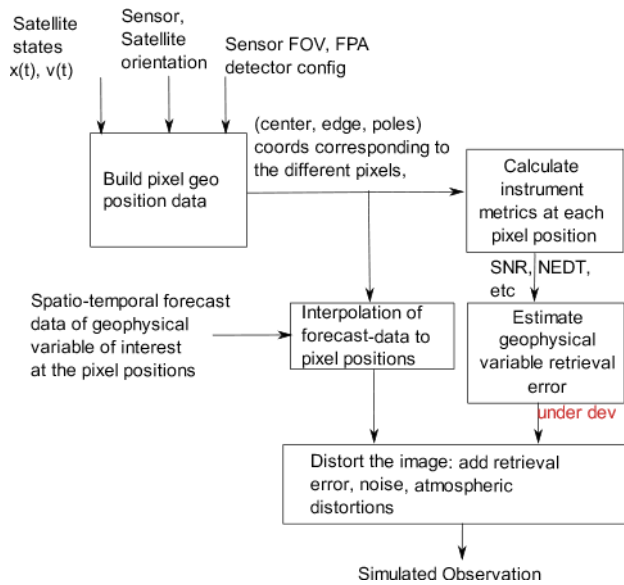 Satellite
states
x(t), v(t)
Sensor,
Satellite
orientation
Sensor FOV, FPA
detector config
Build pixel geo
position data
(center, edge, poles)
coords corresponding to
the different pixels,
Calculate
instrument
metrics at each
pixel position
SNR, NEDT,
etc
Spatio-temporal forecast
data of geophysical
variable of interest
at the pixel positions
Interpolation of
forecast-data to
pixel positions
Estimate
geophysical
variable retrieval
error
under dev
Distort the image: add retrieval
error, noise, atmospheric
distortions
Simulated Observation